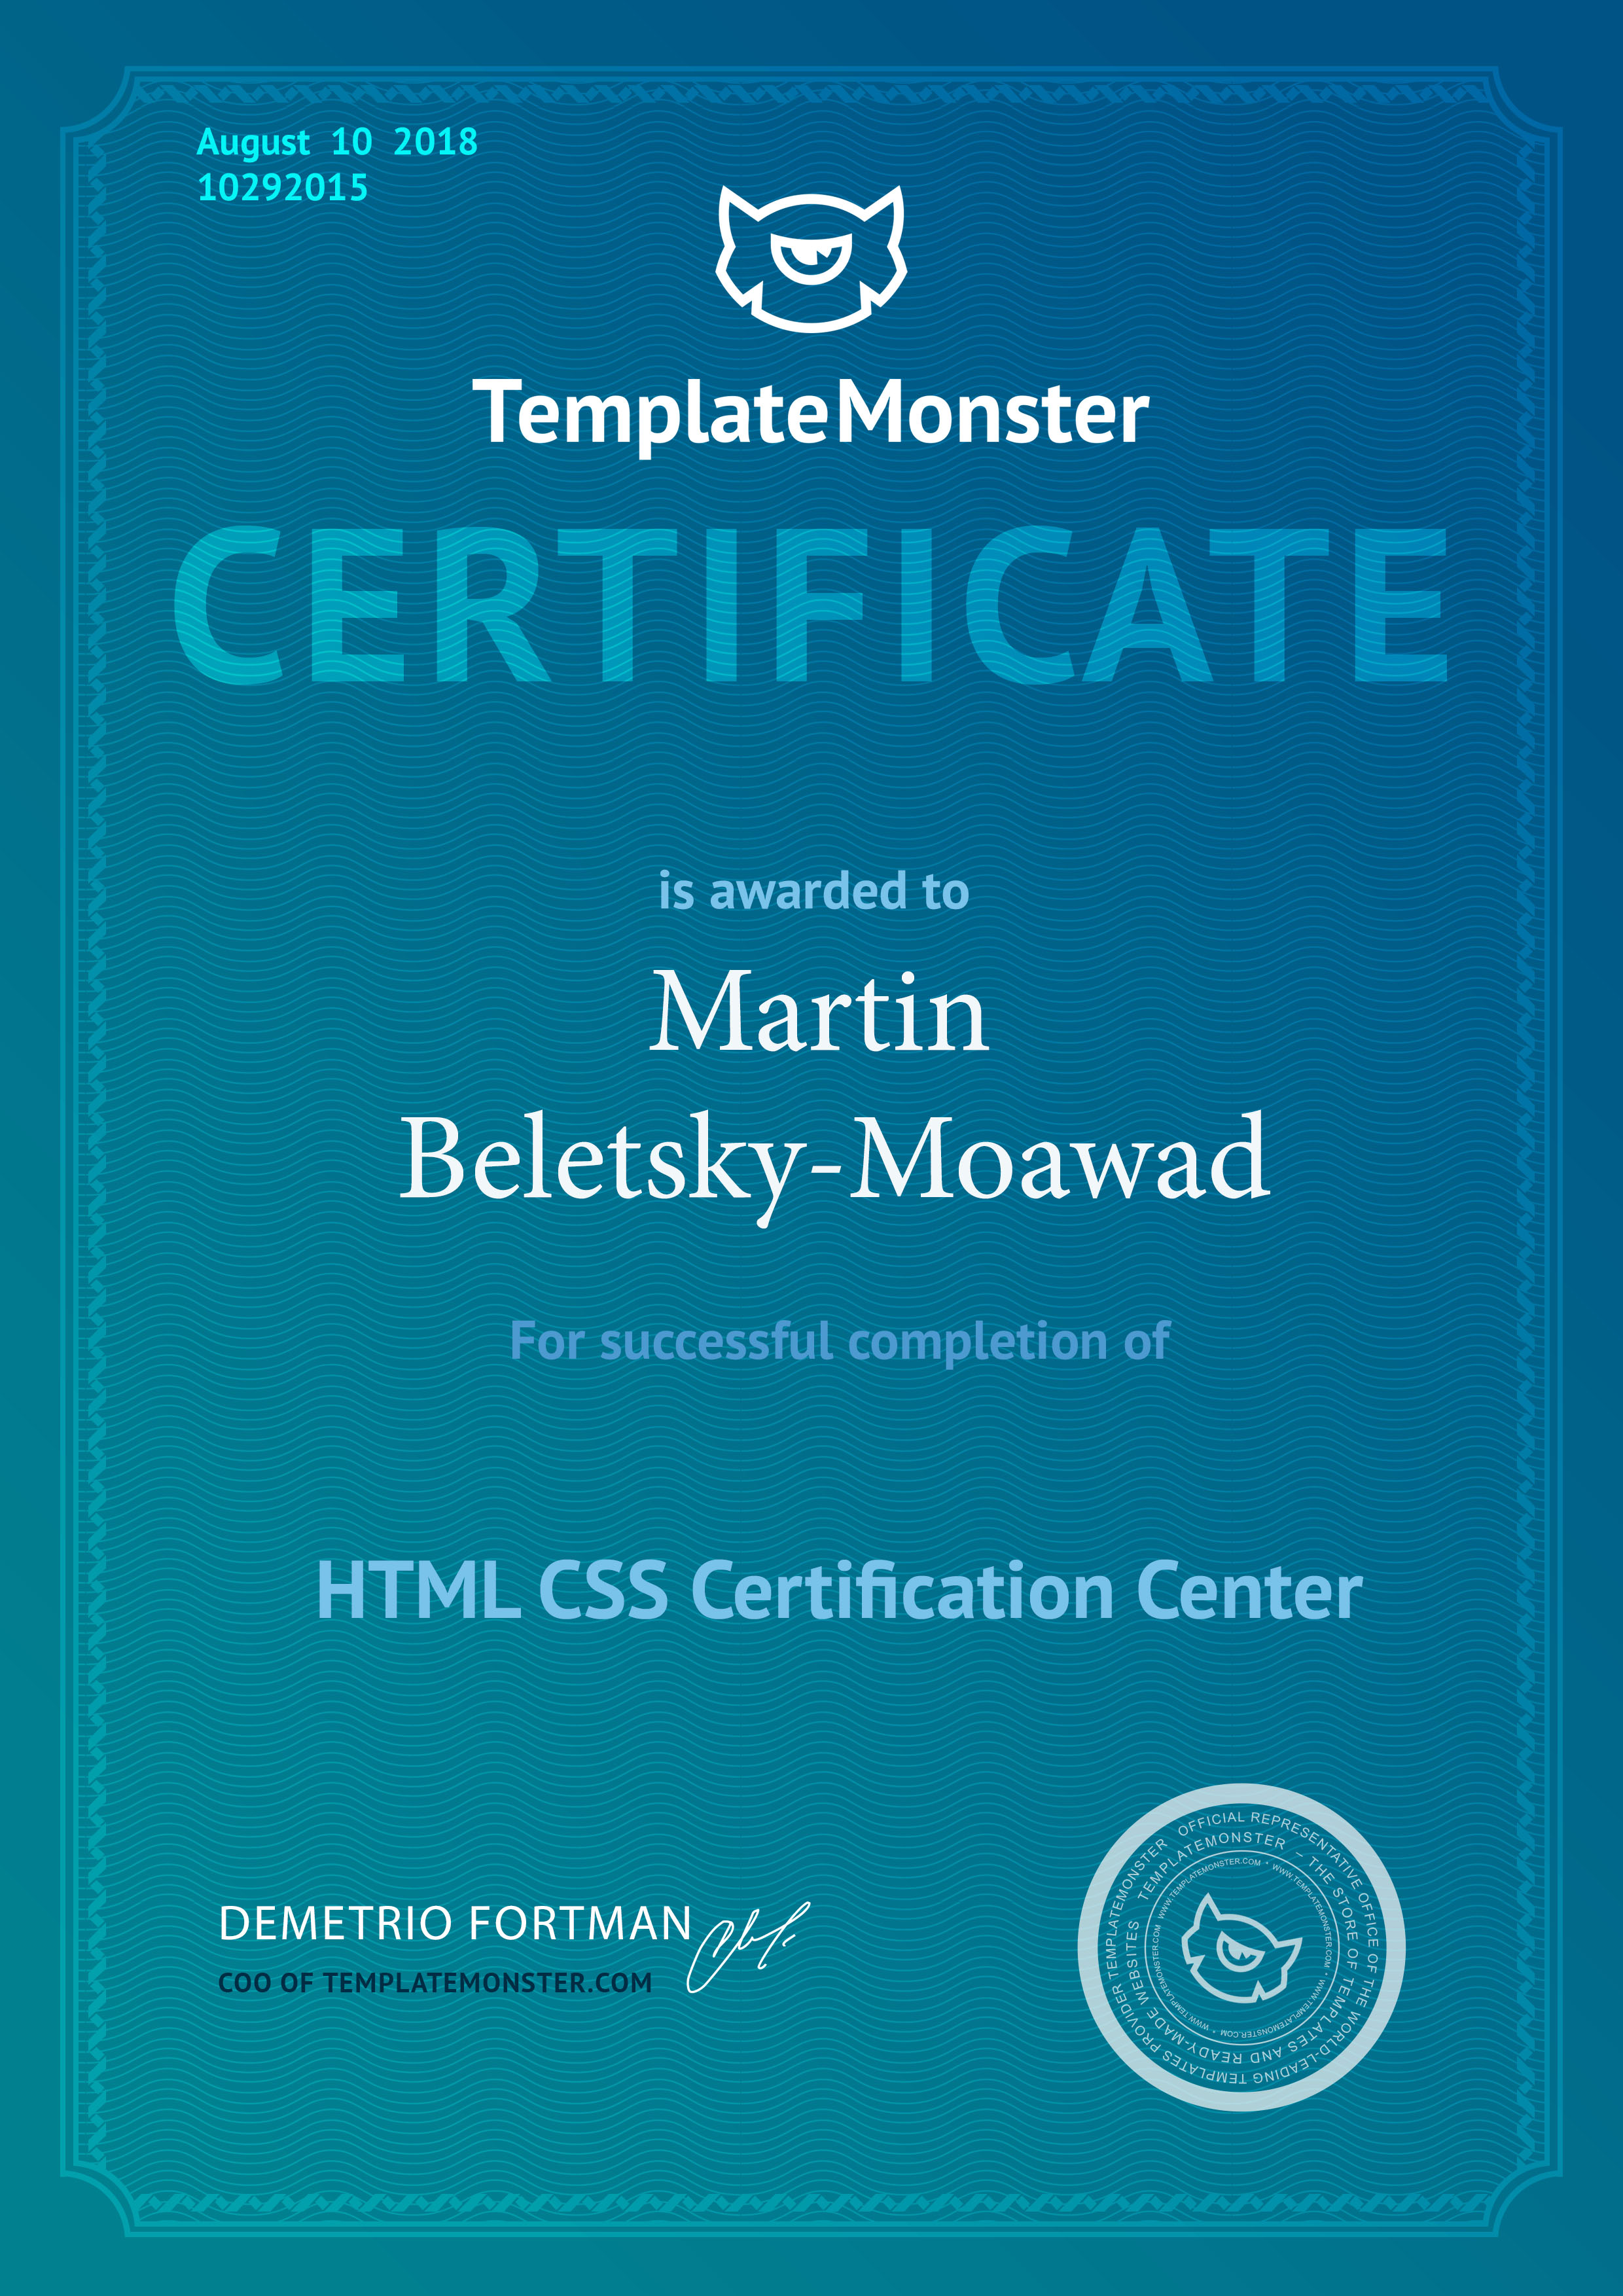 August 10 2018
10292015
TemplateMonster
CERTIFICATE
is awarded to
Martin
Beletsky-Moawad
For successful completion of
HTML CSS Certification Center
DEMETRIO FORTMAN
COO OF TEMPLATEMONSTER.COM
OFFICIAL REPRESENTATIVE OFFICE OF THE WORLD-LEADING TEMPLATES PROVIDER TEMPLATEMONSTER
TEMPLATEMONSTER – THE STORE OF TEMPLATES AND READY-MADE WEBSITES
WWW.TEMPLATEMONSTER.COM * WWW.TEMPLATEMONSTER.COM * WWW.TEMPLATEMONSTER.COM * WWW.TEMPLATEMONSTER.COM